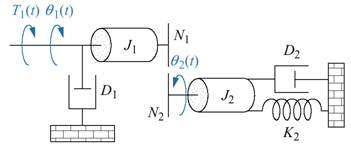 T₁(t) θ₁(t)
J₁
N₁
θ₂(t)
D₁
N₂
J₂
D₂
K₂